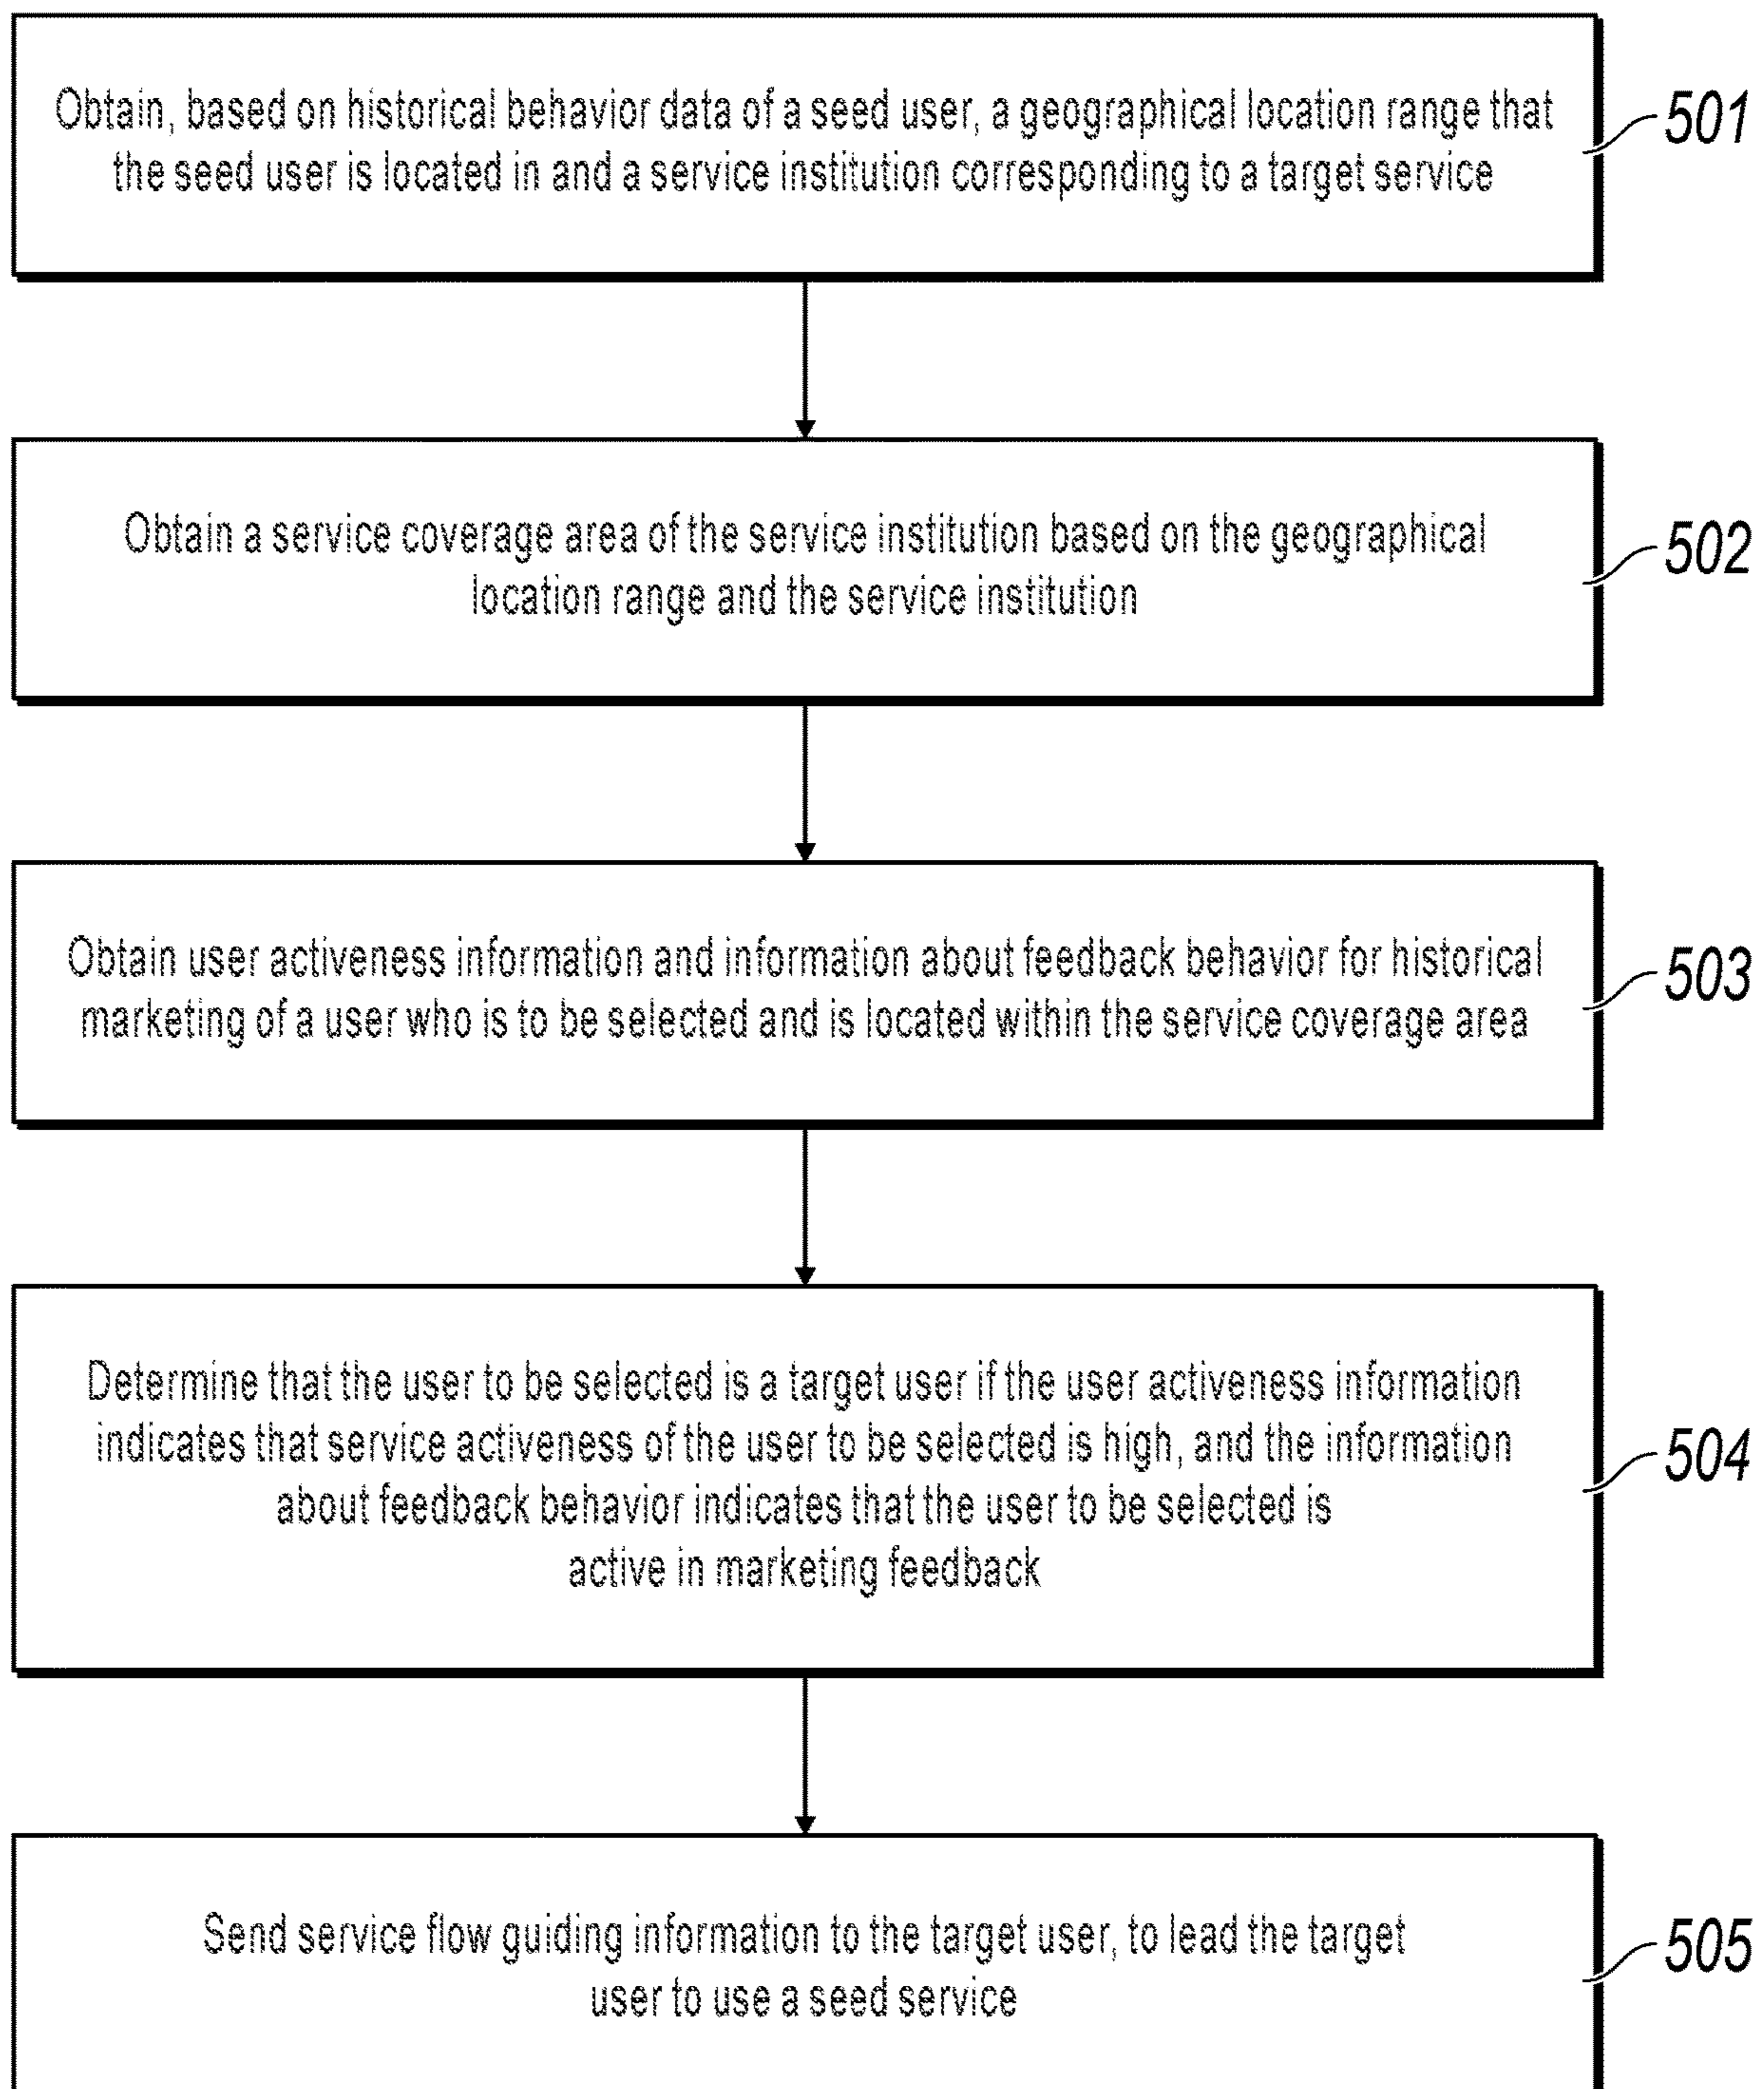 Obtain, based on historical behavior data of a seed user, a geographical location range that
the seed user is located in and a service institution corresponding to a target service
501
Obtain a service coverage area of the service institution based on the geographical
location range and the service institution
502
Obtain user activeness information and information about feedback behavior for historical
marketing of a user who is to be selected and is located within the service coverage area
503
Determine that the user to be selected is a target user if the user activeness information
indicates that service activeness of the user to be selected is high, and the information
about feedback behavior indicates that the user to be selected is
active in marketing feedback
504
Send service flow guiding information to the target user, to lead the target
user to use a seed service
505